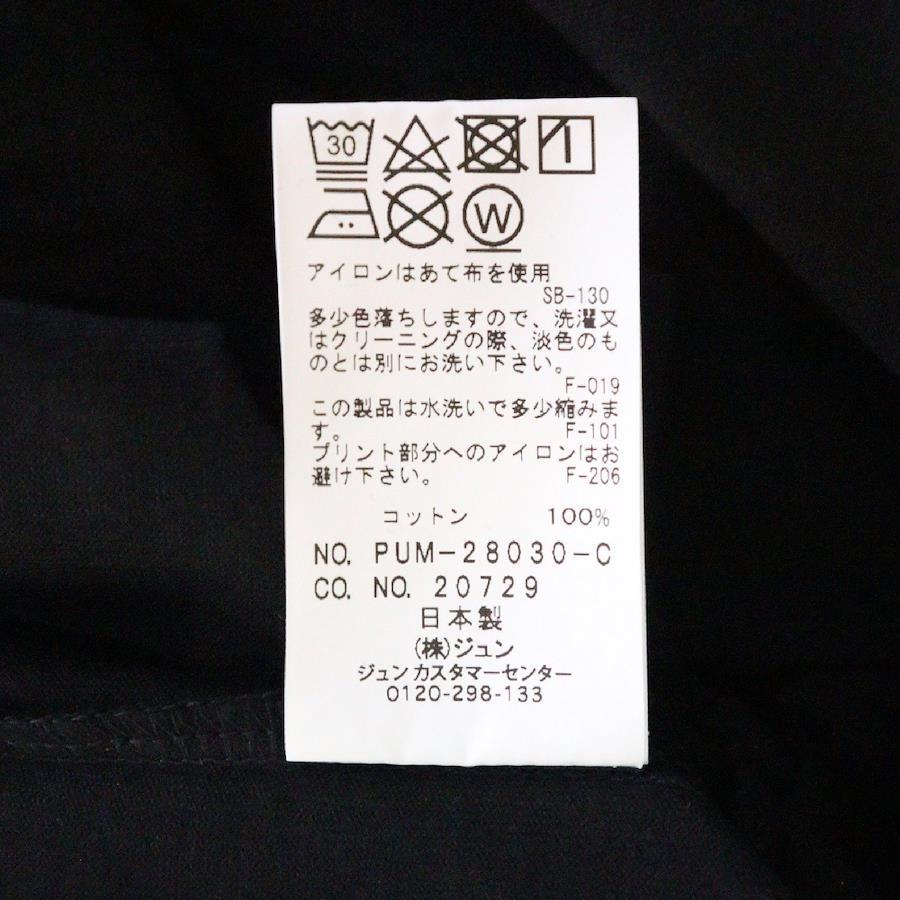 30
W
アイロンはあて布を使用
SB-130
多少色落ちしますので、洗濯又
はクリーニングの際、淡色のも
のとは別にお洗い下さい。
F-019
この製品は水洗いで多少縮みま
す。 F-101
プリント部分へのアイロンはお
避け下さい。 F-206
コットン 100%
NO. PUM-28030-C
CO. NO. 20729
日本製
(株)ジュン
ジュン カスタマーセンター
0120-298-133